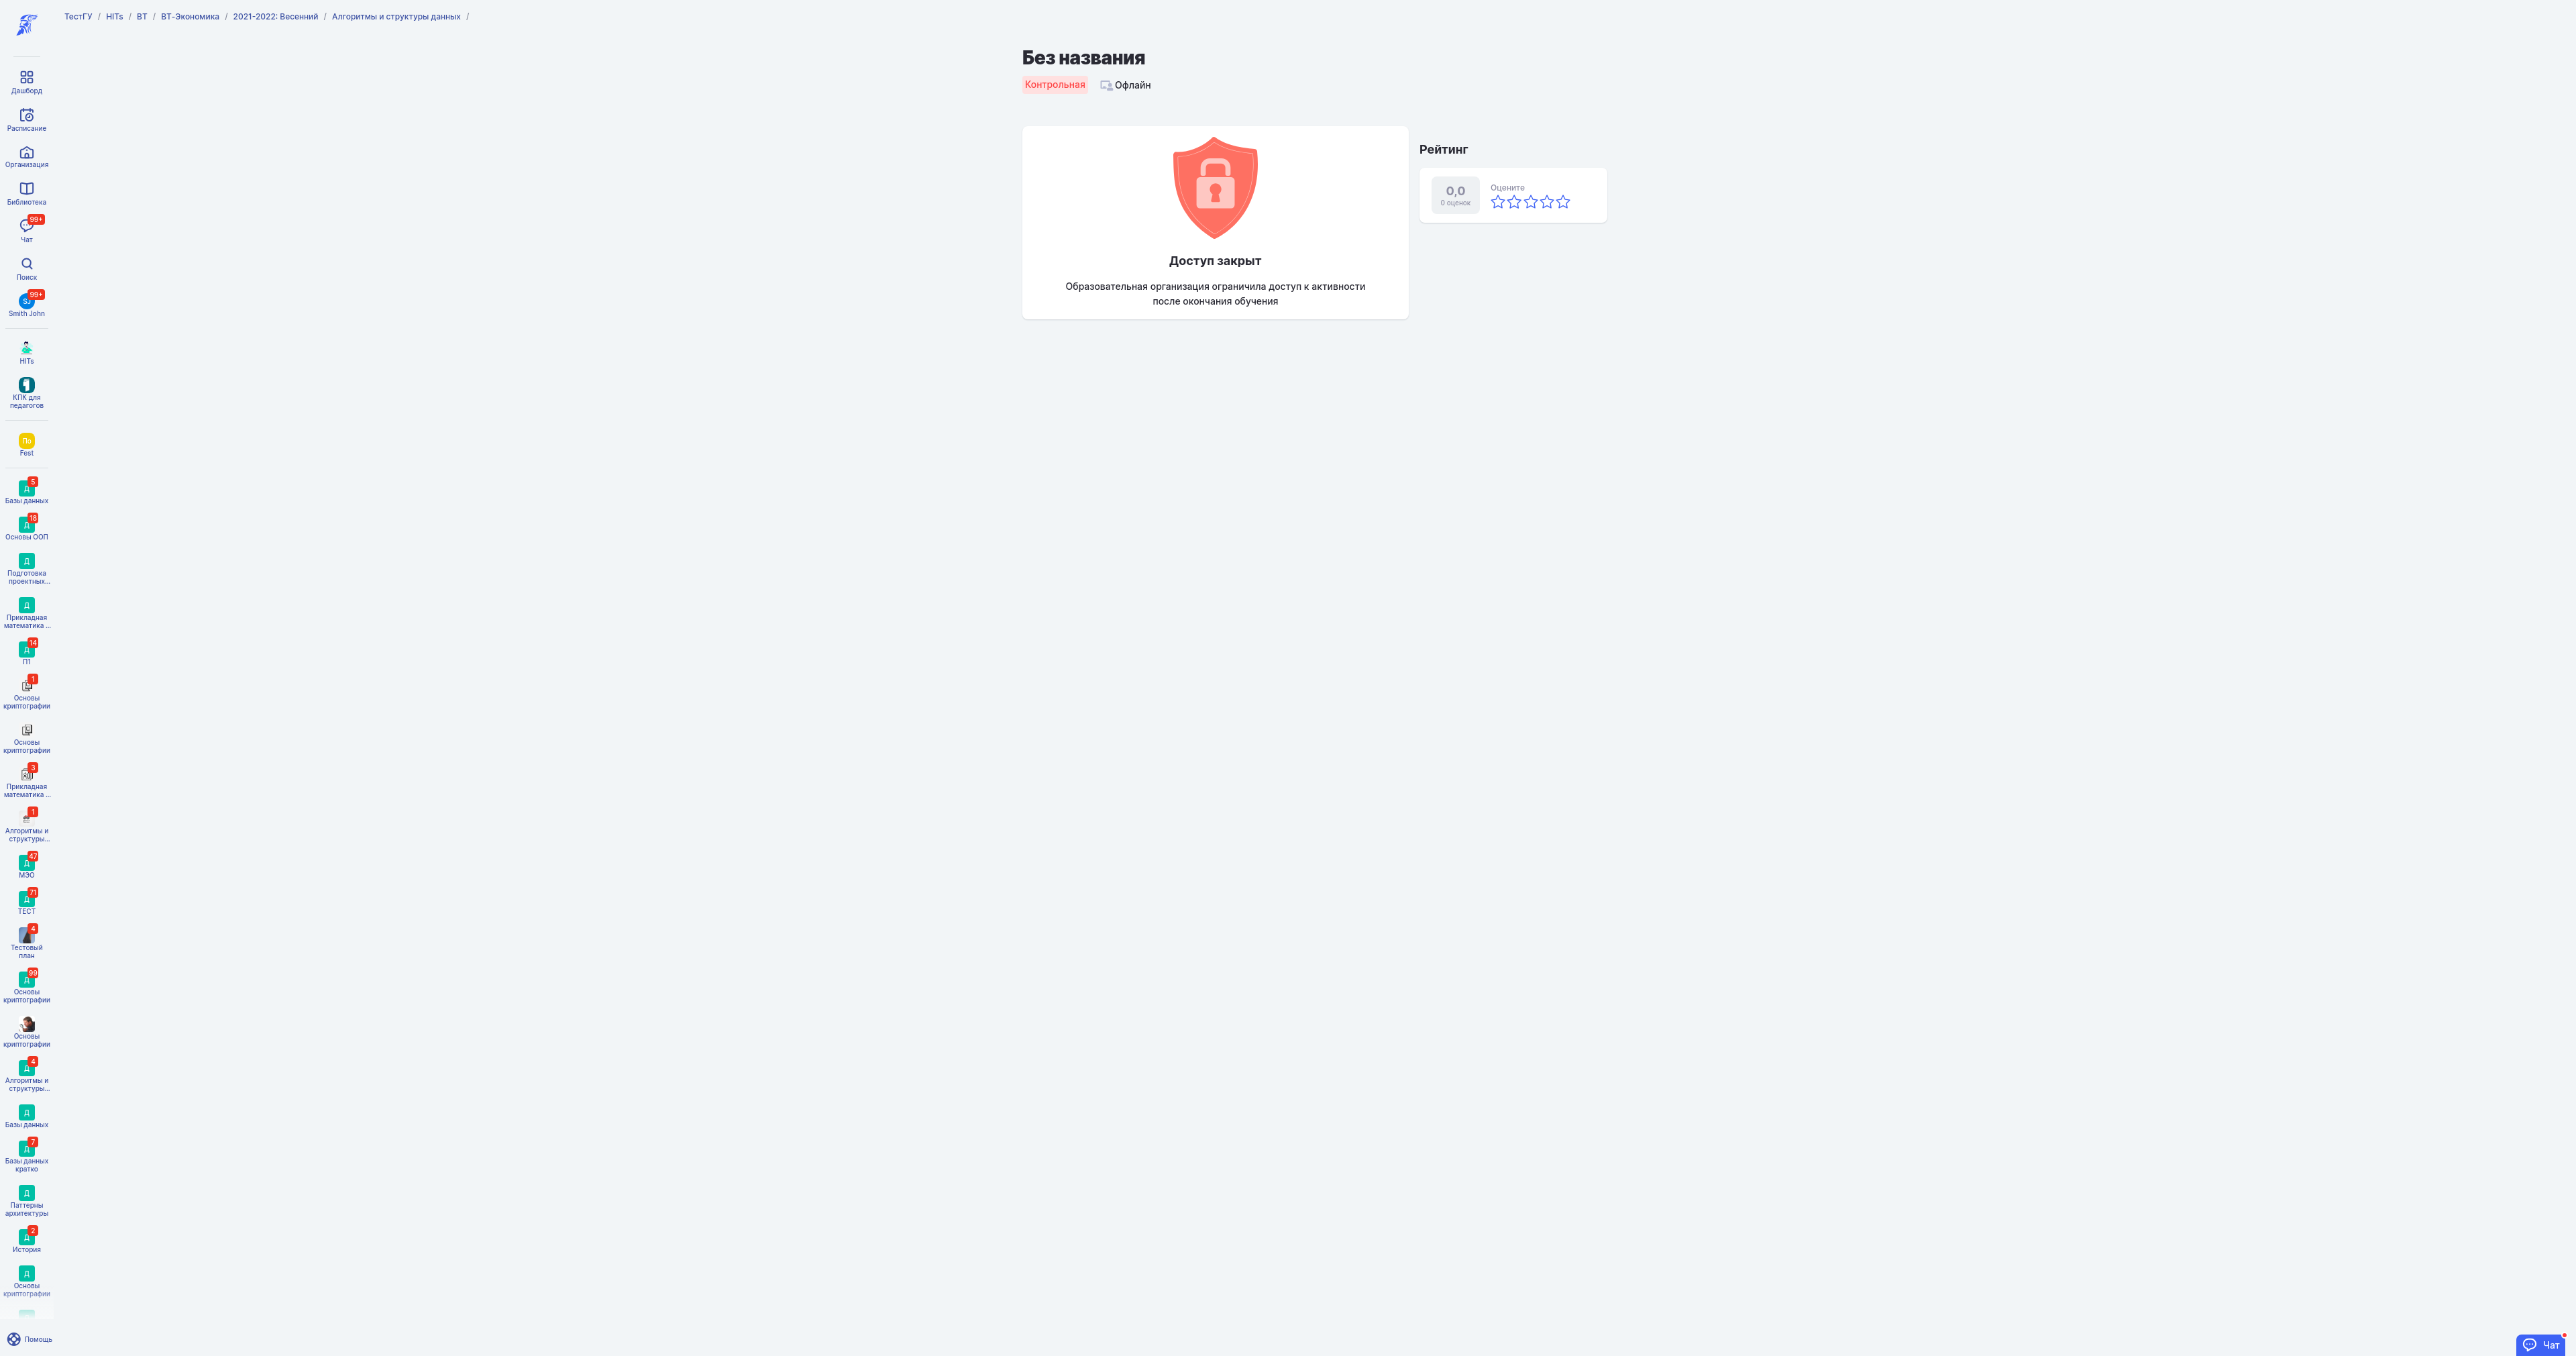 ТестГУ / HITs / ВТ / ВТ-Экономика / 2021-2022: Весенний / Алгоритмы и структуры данных /
Дашборд
Расписание
Организация
Библиотека
99+
Чат
Поиск
99+
Smith John
HITs
КПК для
педагогов
Па
Fest
5
Д
Базы данных
18
Д
Основы ООП
Д
Подготовка
проектных...
Д
Прикладная
математика ...
14
Д
П1
1
Основы
криптографии
Основы
криптографии
3
Прикладная
математика ...
1
Алгоритмы и
структуры...
47
Д
МЭО
71
Д
ТЕСТ
4
Тестовый
план
99
Д
Основы
криптографии
Основы
криптографии
4
Д
Алгоритмы и
структуры...
Д
Базы данных
7
Д
Базы данных
кратко
Д
Паттерны
архитектуры
2
Д
История
Д
Основы
криптографии
Помощь
Без названия
Контрольная Офлайн
Доступ закрыт
Образовательная организация ограничила доступ к активности
после окончания обучения
Рейтинг
0,0
0 оценок
Оцените
Чат